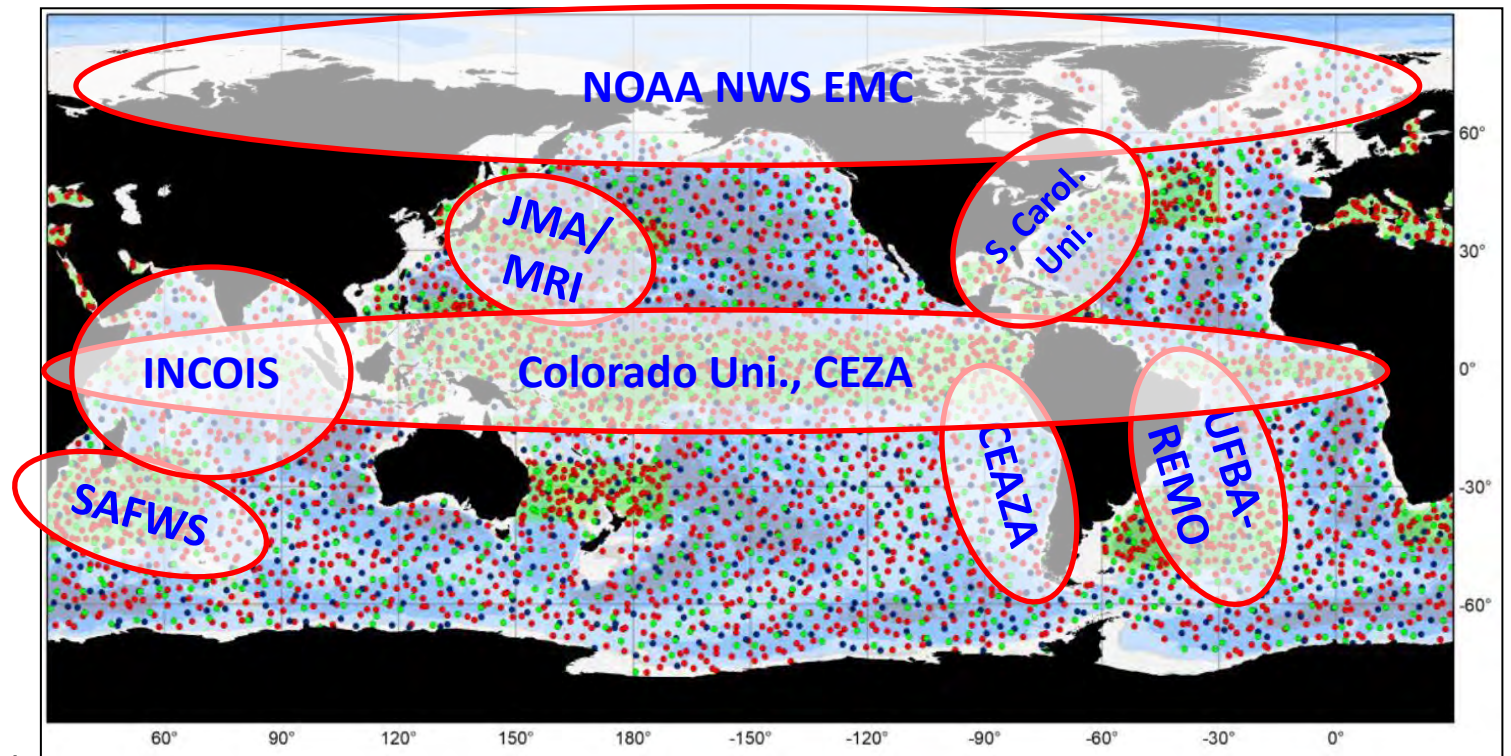 NOAA NWS EMC
60°
JMA/
MRI
S. Carol.
Uni.
30°
INCOIS
Colorado Uni., CEZA
0°
CEAZA
UFBA-
REMO
SAFWS
-30°
-60°
60°
90°
120°
150°
180°
-150°
-120°
-90°
-60°
-30°
0°